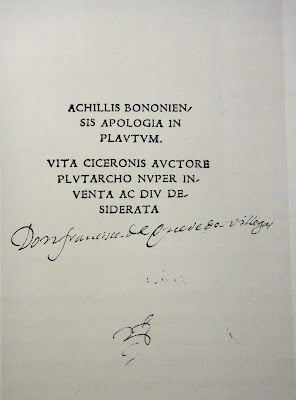 ACHILLIS BONONIEN⸗
SIS APOLOGIA IN
PLAVTVM.
VITA CICERONIS AVCTORE
PLVTARCHO NVPER IN⸗
VENTA AC DIV DE⸗
SIDERATA
Don francisco de Quevedo Villegas